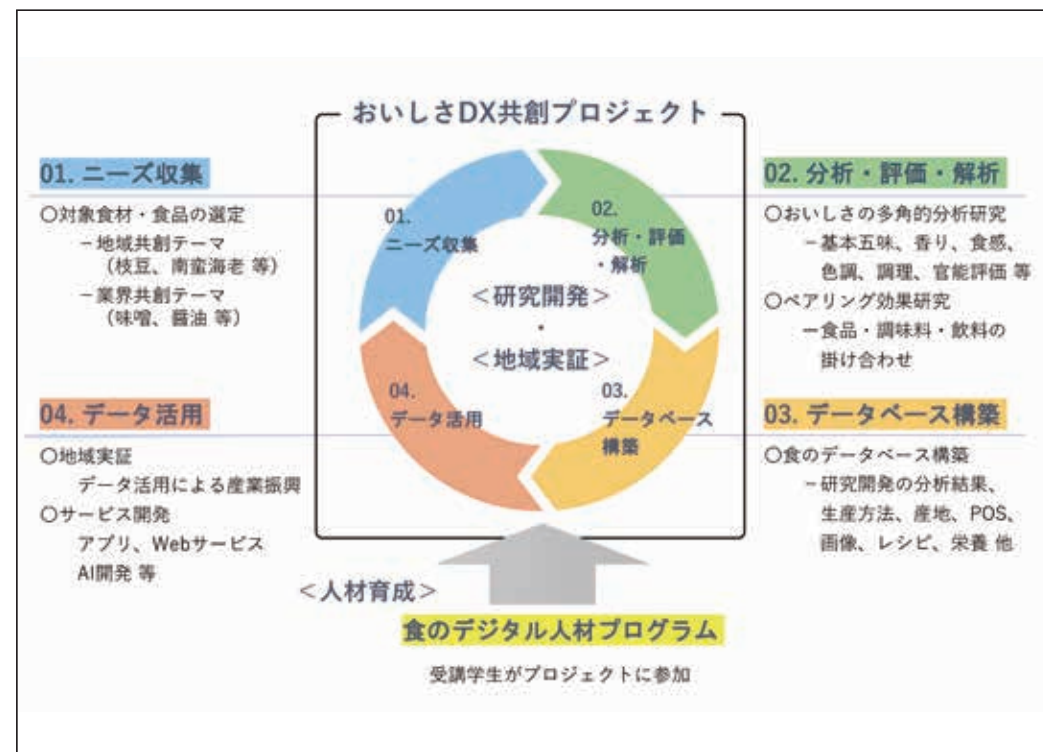 おいしさDX共創プロジェクト
01. ニーズ収集
〇対象食材・食品の選定
－地域共創テーマ
（枝豆、南蛮海老 等）
－業界共創テーマ
（味噌、醤油 等）
02. 分析・評価・解析
〇おいしさの多角的分析研究
－基本五味、香り、食感、
色調、調理、官能評価 等
〇ペアリング効果研究
ー食品・調味料・飲料の
掛け合わせ
01.
ニーズ収集
02.
分析・評価
・解析
＜研究開発＞
・
＜地域実証＞
04.
データ活用
03.
データベース
構築
04. データ活用
〇地域実証
データ活用による産業振興
〇サービス開発
アプリ、Webサービス
AI開発 等
03. データベース構築
〇食のデータベース構築
－研究開発の分析結果、
生産方法、産地、POS、
画像、レシピ、栄養 他
＜人材育成＞
食のデジタル人材プログラム
受講学生がプロジェクトに参加